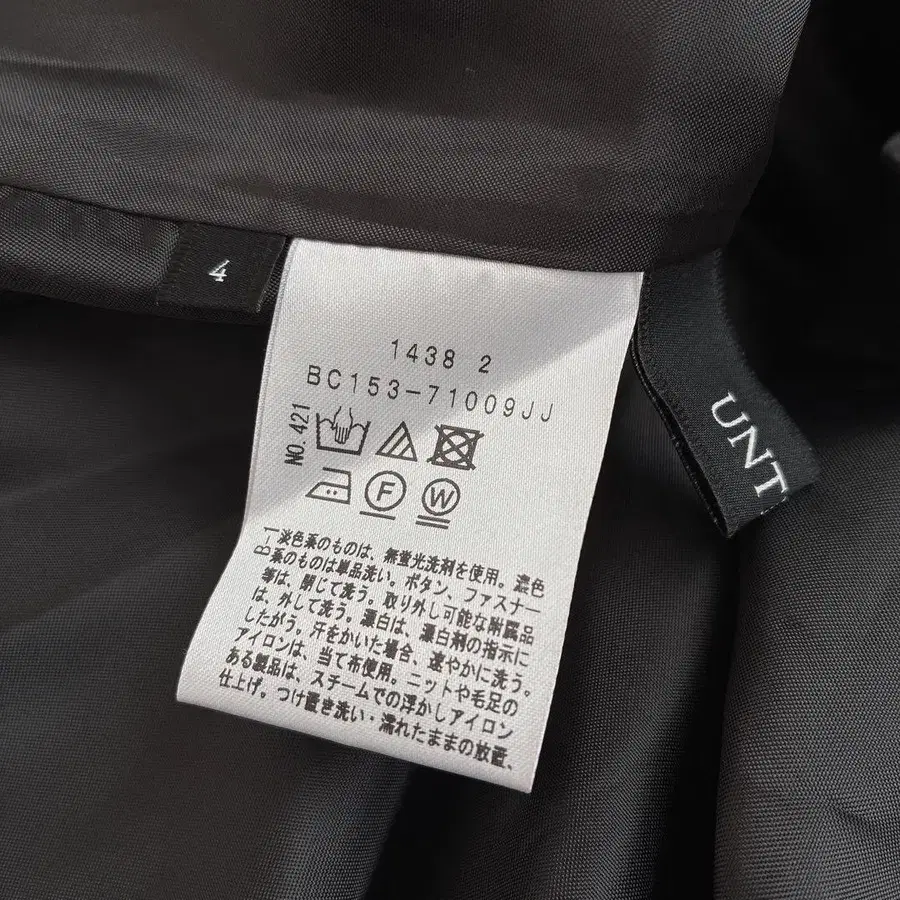 4
1438 2
BC153-71009JJ
NO.421
F
W
UNT
B-1 淡色系のものは、無蛍光洗剤を使用。濃色
系のものは単品洗い。ボタン、ファスナー
等は、閉じて洗う。取り外し可能な附属品
は、外して洗う。漂白は、漂白剤の指示に
したがう。汗をかいた場合、速やかに洗う。
アイロンは、当て布使用。ニットや毛足の
ある製品は、スチームでの浮かしアイロン
仕上げ。つけ置き洗い・濡れたままの放置、